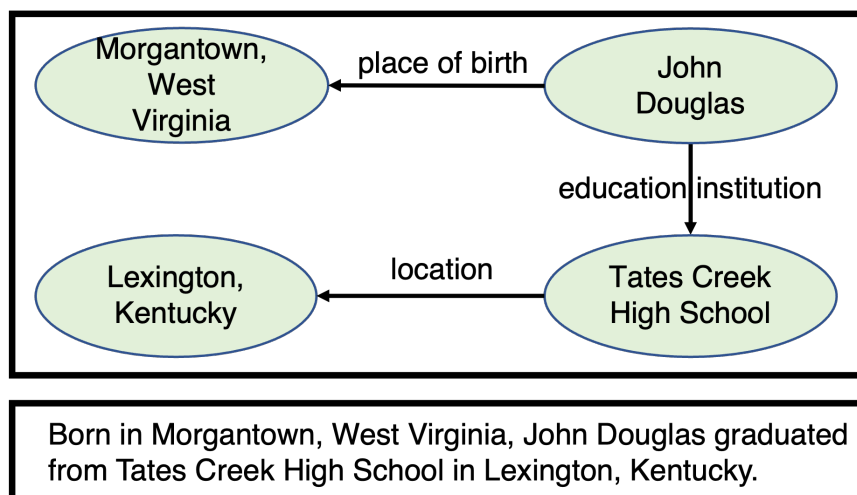 Morgantown,
West
Virginia
place of birth
John
Douglas
education institution
Lexington,
Kentucky
location
Tates Creek
High School
Born in Morgantown, West Virginia, John Douglas graduated
from Tates Creek High School in Lexington, Kentucky.